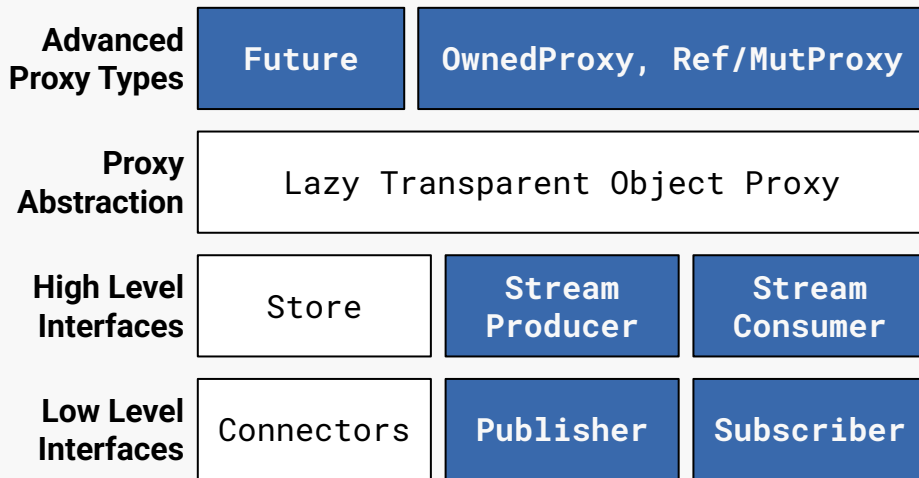 Advanced
Proxy Types
Future
OwnedProxy, Ref/MutProxy
Proxy
Abstraction
Lazy Transparent Object Proxy
High Level
Interfaces
Store
Stream
Producer
Stream
Consumer
Low Level
Interfaces
Connectors
Publisher
Subscriber